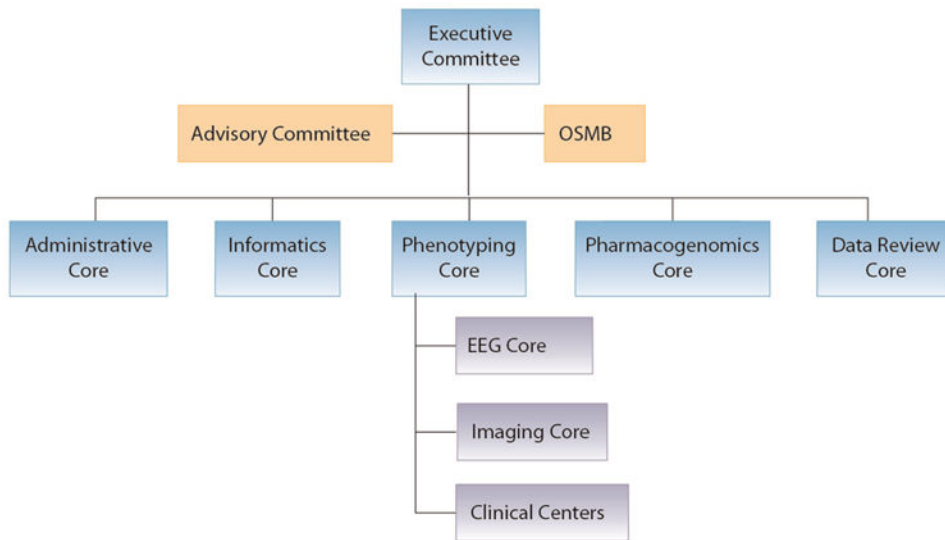 Executive
Committee
Advisory Committee
OSMB
Administrative
Core
Informatics
Core
Phenotyping
Core
Pharmacogenomics
Core
Data Review
Core
EEG Core
Imaging Core
Clinical Centers